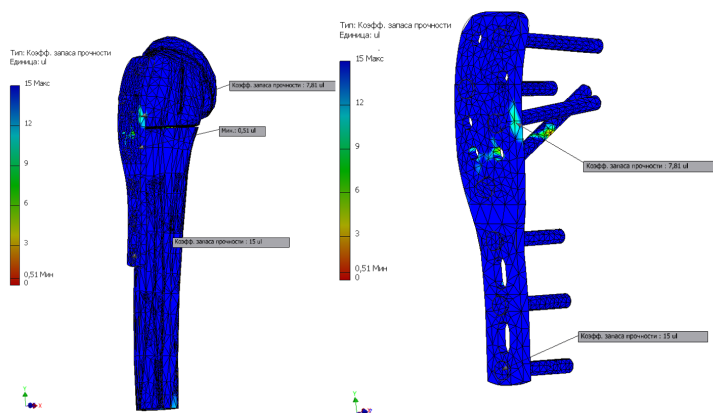 Тип: Коэфф. запаса прочности
Единица: ul
15 Макс
12
9
6
3
0,51 Мин
0
Коэфф. запаса прочности : 7,81 ul
Мин.: 0,51 ul
Коэфф. запаса прочности : 15 ul
Y
X
Тип: Коэфф. запаса прочности
Единица: ul
15 Макс
12
9
6
3
0,51 Мин
0
Коэфф. запаса прочности : 7,81 ul
Коэфф. запаса прочности : 15 ul
Y